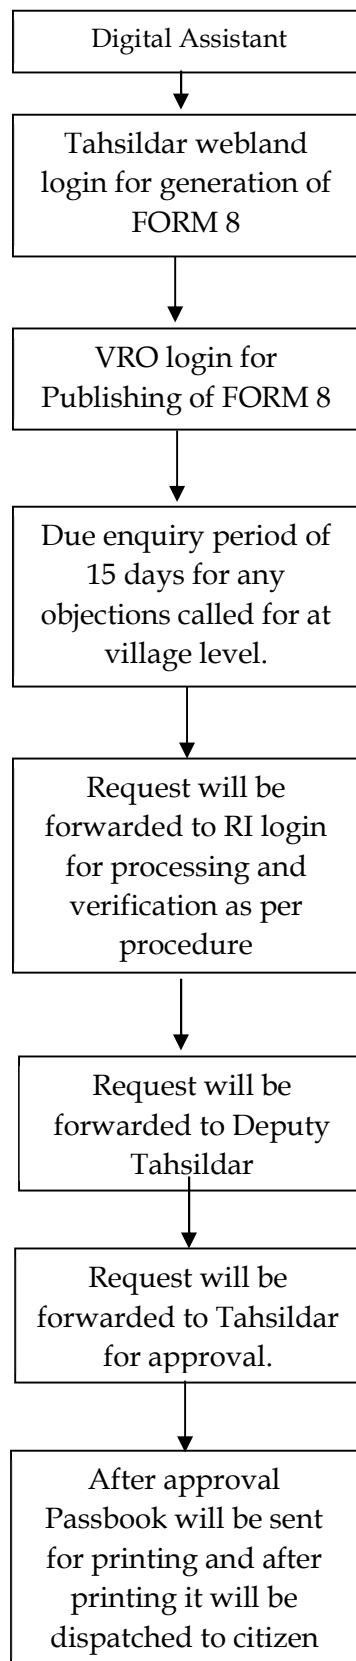 Digital Assistant
Tahsildar webland
login for generation of
FORM 8
VRO login for
Publishing of FORM 8
Due enquiry period of
15 days for any
objections called for at
village level.
Request will be
forwarded to RI login
for processing and
verification as per
procedure
Request will be
forwarded to Deputy
Tahsildar
Request will be
forwarded to Tahsildar
for approval.
After approval
Passbook will be sent
for printing and after
printing it will be
dispatched to citizen